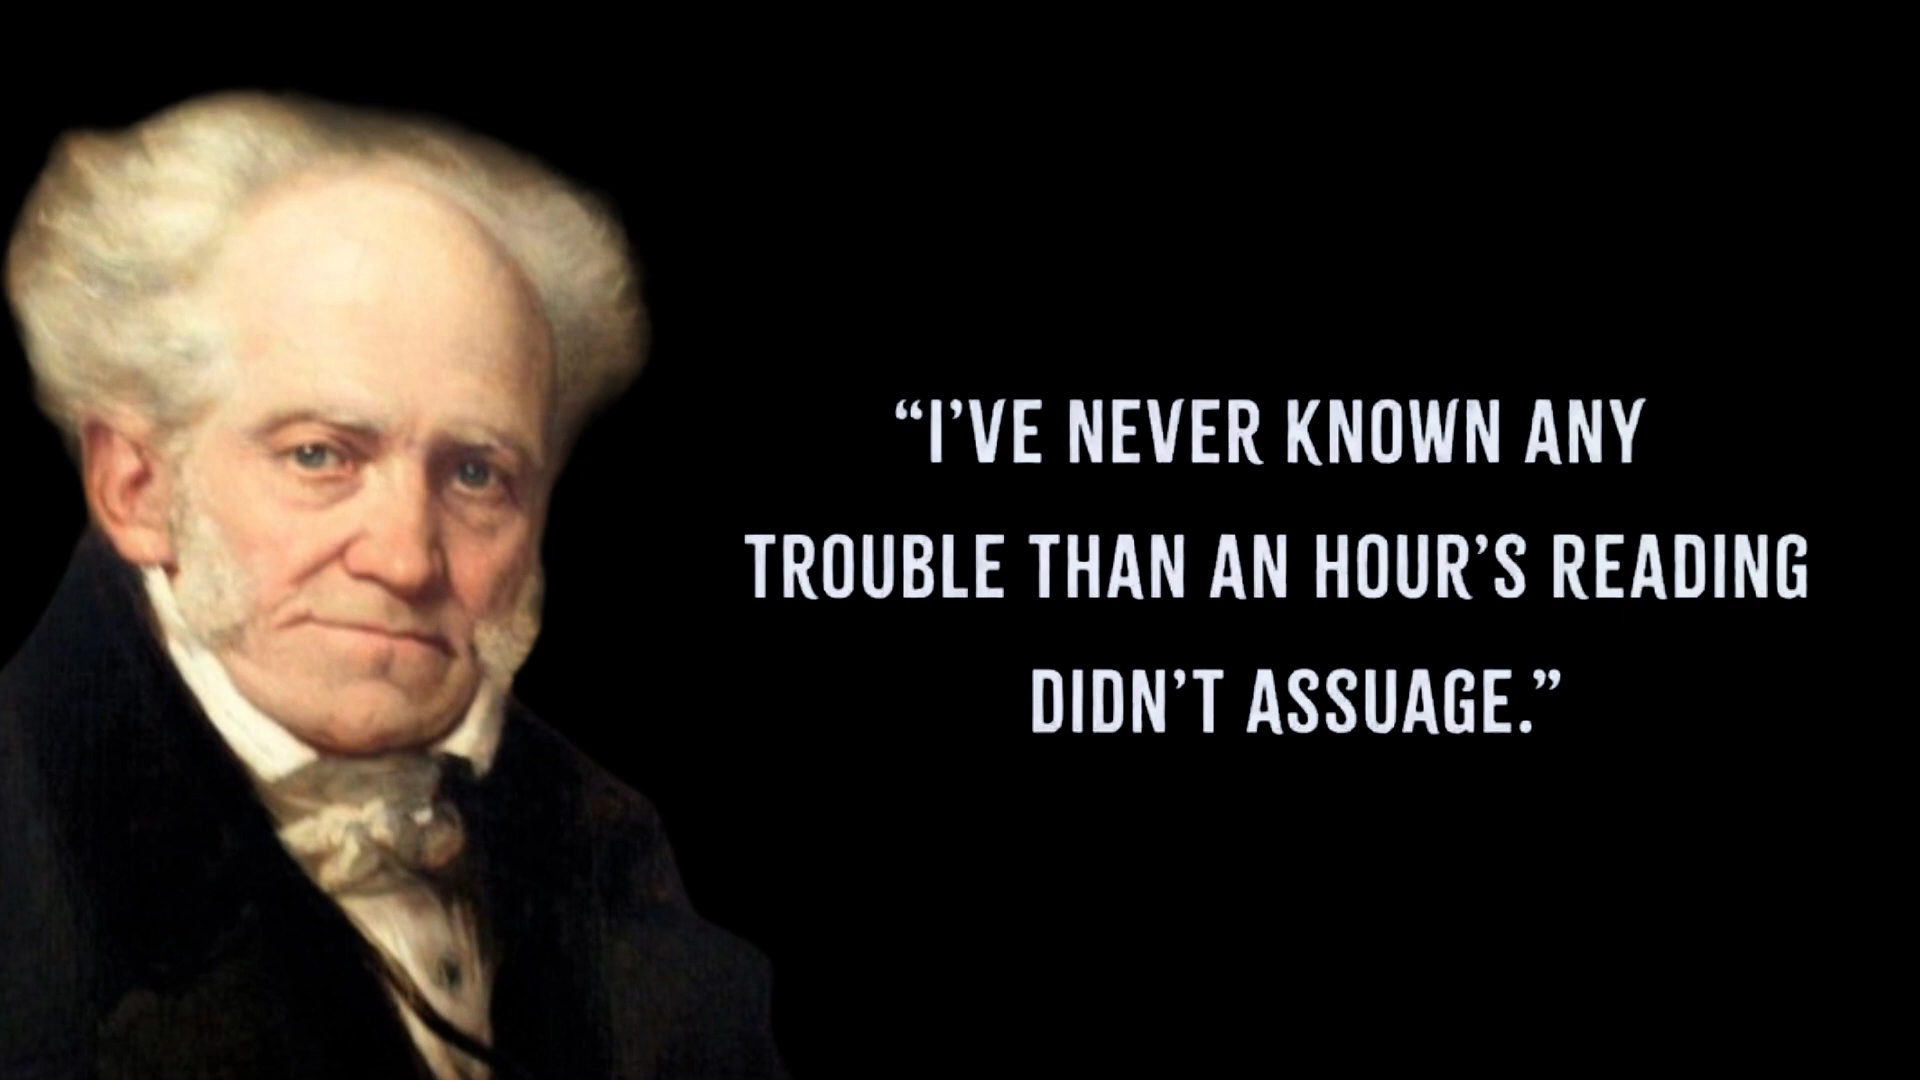 “I’VE NEVER KNOWN ANY
TROUBLE THAN AN HOUR’S READING
DIDN’T ASSUAGE.”